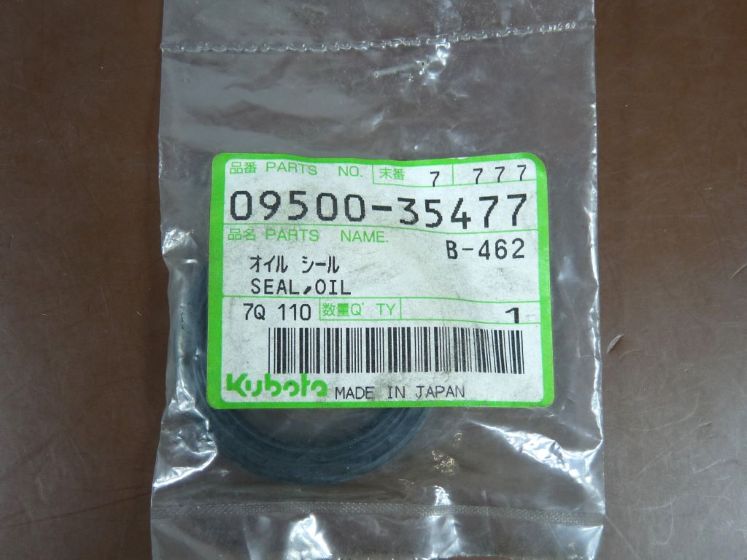 品番 PARTS NO. 末番 7 777
09500-35477
品名 PARTS NAME. B-462
オイル シール
SEAL,OIL
7Q 110 数量Q'TY 1
Kubota MADE IN JAPAN